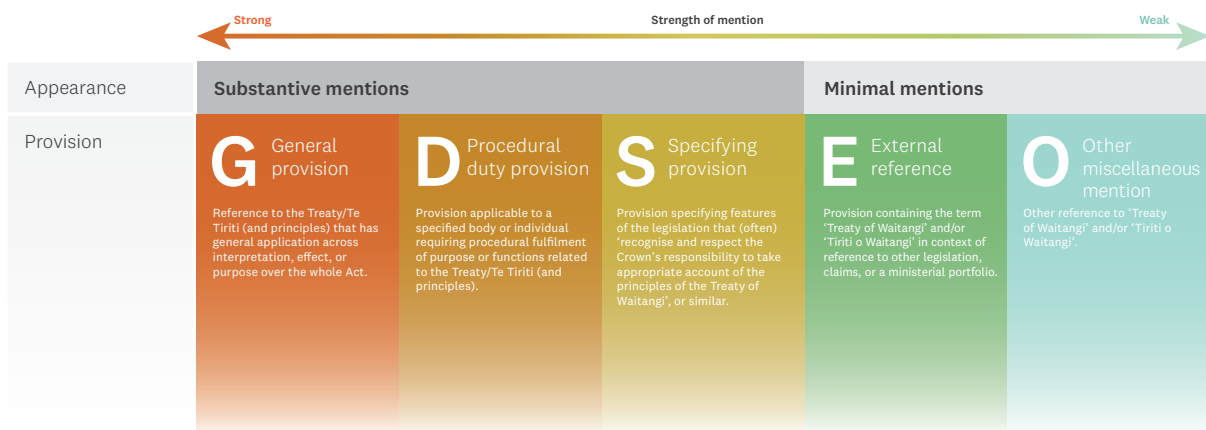 Strong
Strength of mention
Weak
Appearance
Substantive mentions
Minimal mentions
Provision
G
General
provision
Reference to the Treaty/Te
Tiriti (and principles) that has
general application across
interpretation, effect, or
purpose over the whole Act.
D
Procedural
duty provision
Provision applicable to a
specified body or individual
requiring procedural fulfilment
of purpose or functions related
to the Treaty/Te Tiriti (and
principles).
S
Specifying
provision
Provision specifying features
of the legislation that (often)
‘recognise and respect the
Crown’s responsibility to take
appropriate account of the
principles of the Treaty of
Waitangi’, or similar.
E
External
reference
Provision containing the term
‘Treaty of Waitangi’ and/or
‘Tiriti o Waitangi’ in context of
reference to other legislation,
claims, or a ministerial portfolio.
O
Other
miscellaneous
mention
Other reference to ‘Treaty
of Waitangi’ and/or ‘Tiriti o
Waitangi’.